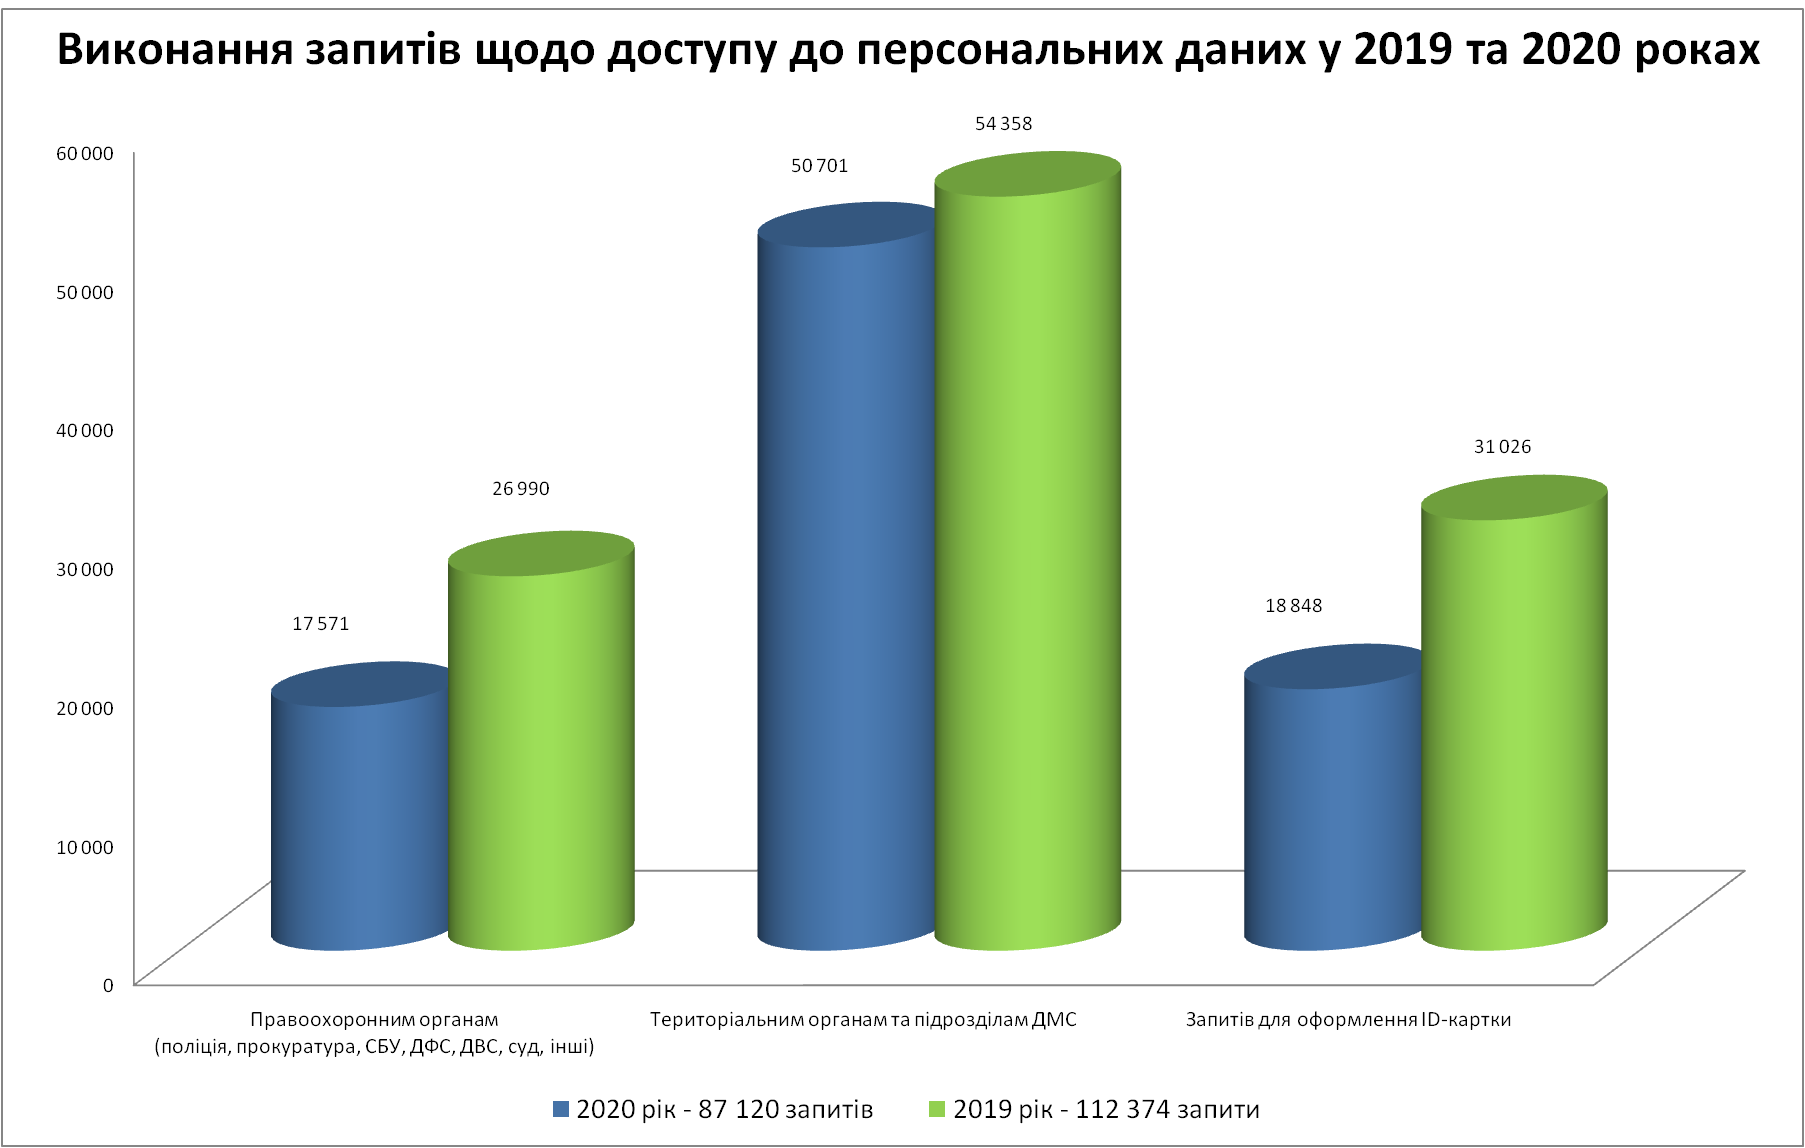 Виконання запитів щодо доступу до персональних даних у 2019 та 2020 роках
54 358
60 000
50 701
50 000
40 000
31 026
26 990
30 000
18 848
17 571
20 000
10 000
0
Правоохоронним органам
(поліція, прокуратура, СБУ, ДФС, ДВС, суд, інші)
Територіальним органам та підрозділам ДМС
Запитів для оформлення ID-картки
2020 рік - 87 120 запитів
2019 рік - 112 374 запити